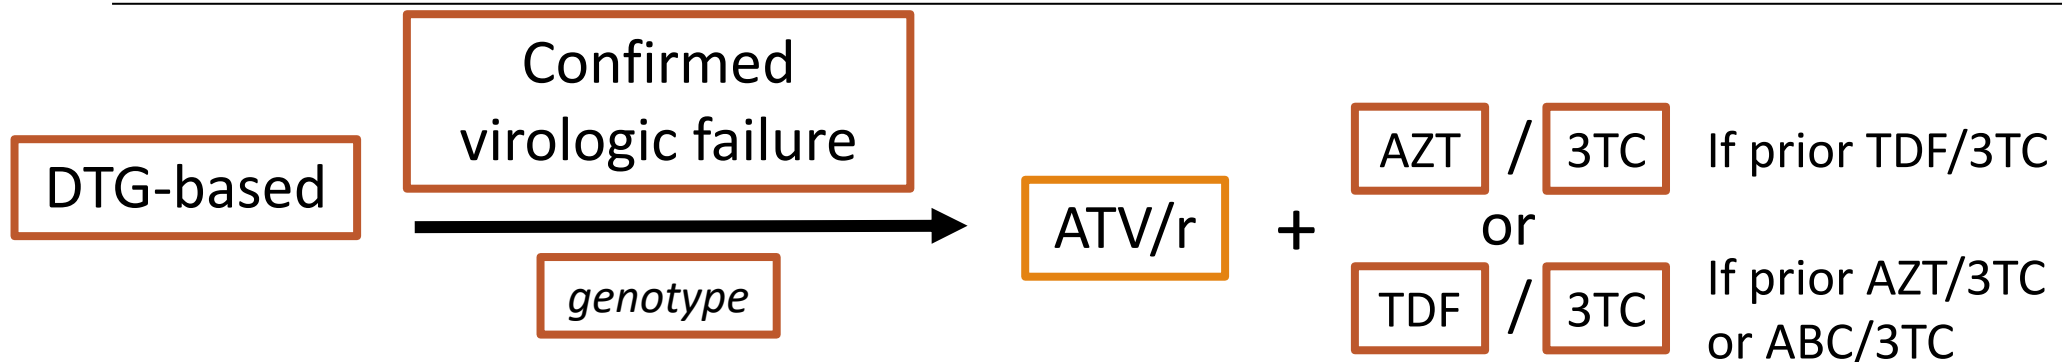 DTG-based
Confirmed
virologic failure
genotype
ATV/r
+
AZT / 3TC If prior TDF/3TC
or
TDF / 3TC If prior AZT/3TC
or ABC/3TC